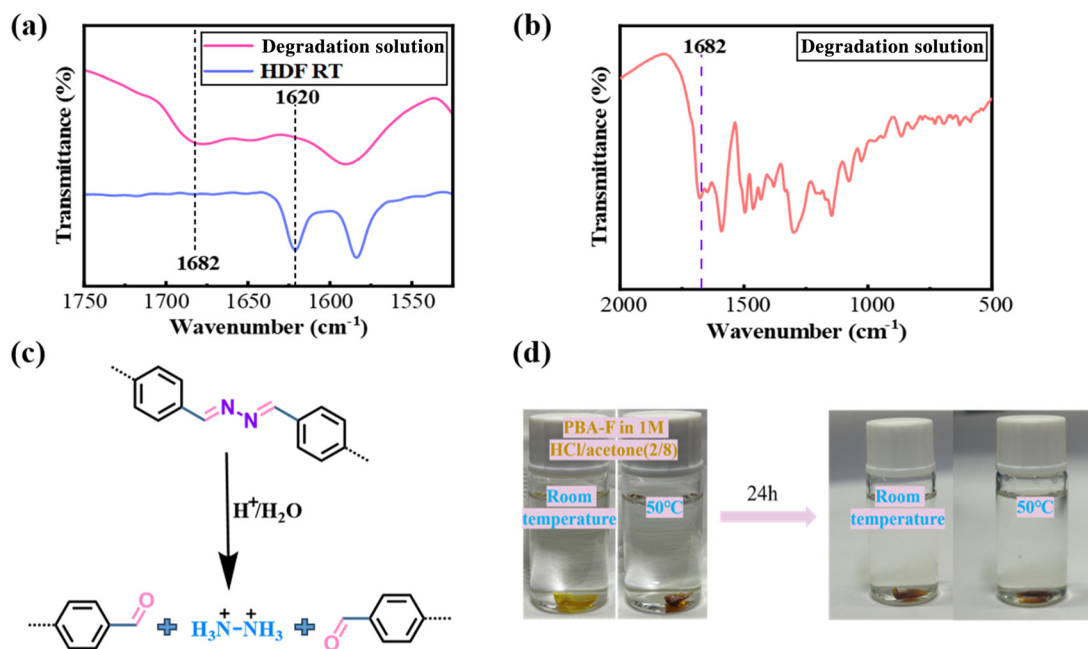 (a)
Degradation solution
HDF RT
1620
1682
Transmittance (%)
1750
1700
1650
1600
1550
Wavenumber (cm⁻¹)
(b)
1682
Degradation solution
Transmittance (%)
2000
1500
1000
500
Wavenumber (cm⁻¹)
(c)
N
N
H⁺/H₂O
O
+ H₃N⁺-N⁺H₃ +
O
(d)
PBA-F in 1M
HCl/acetone(2/8)
Room
temperature
50℃
24h
Room
temperature
50℃